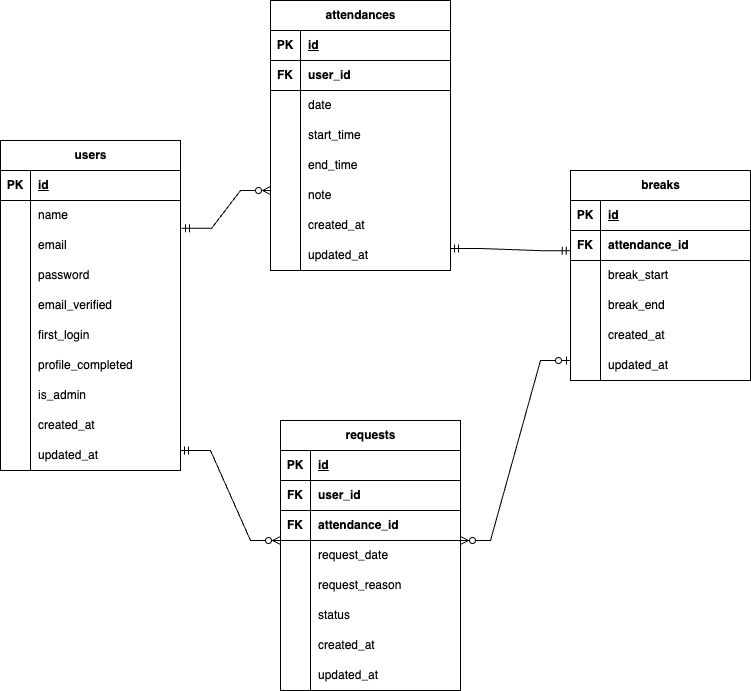 attendances
PK id
FK user_id
date
start_time
end_time
note
created_at
updated_at
users
PK id
name
email
password
email_verified
first_login
profile_completed
is_admin
created_at
updated_at
breaks
PK id
FK attendance_id
break_start
break_end
created_at
updated_at
requests
PK id
FK user_id
FK attendance_id
request_date
request_reason
status
created_at
updated_at